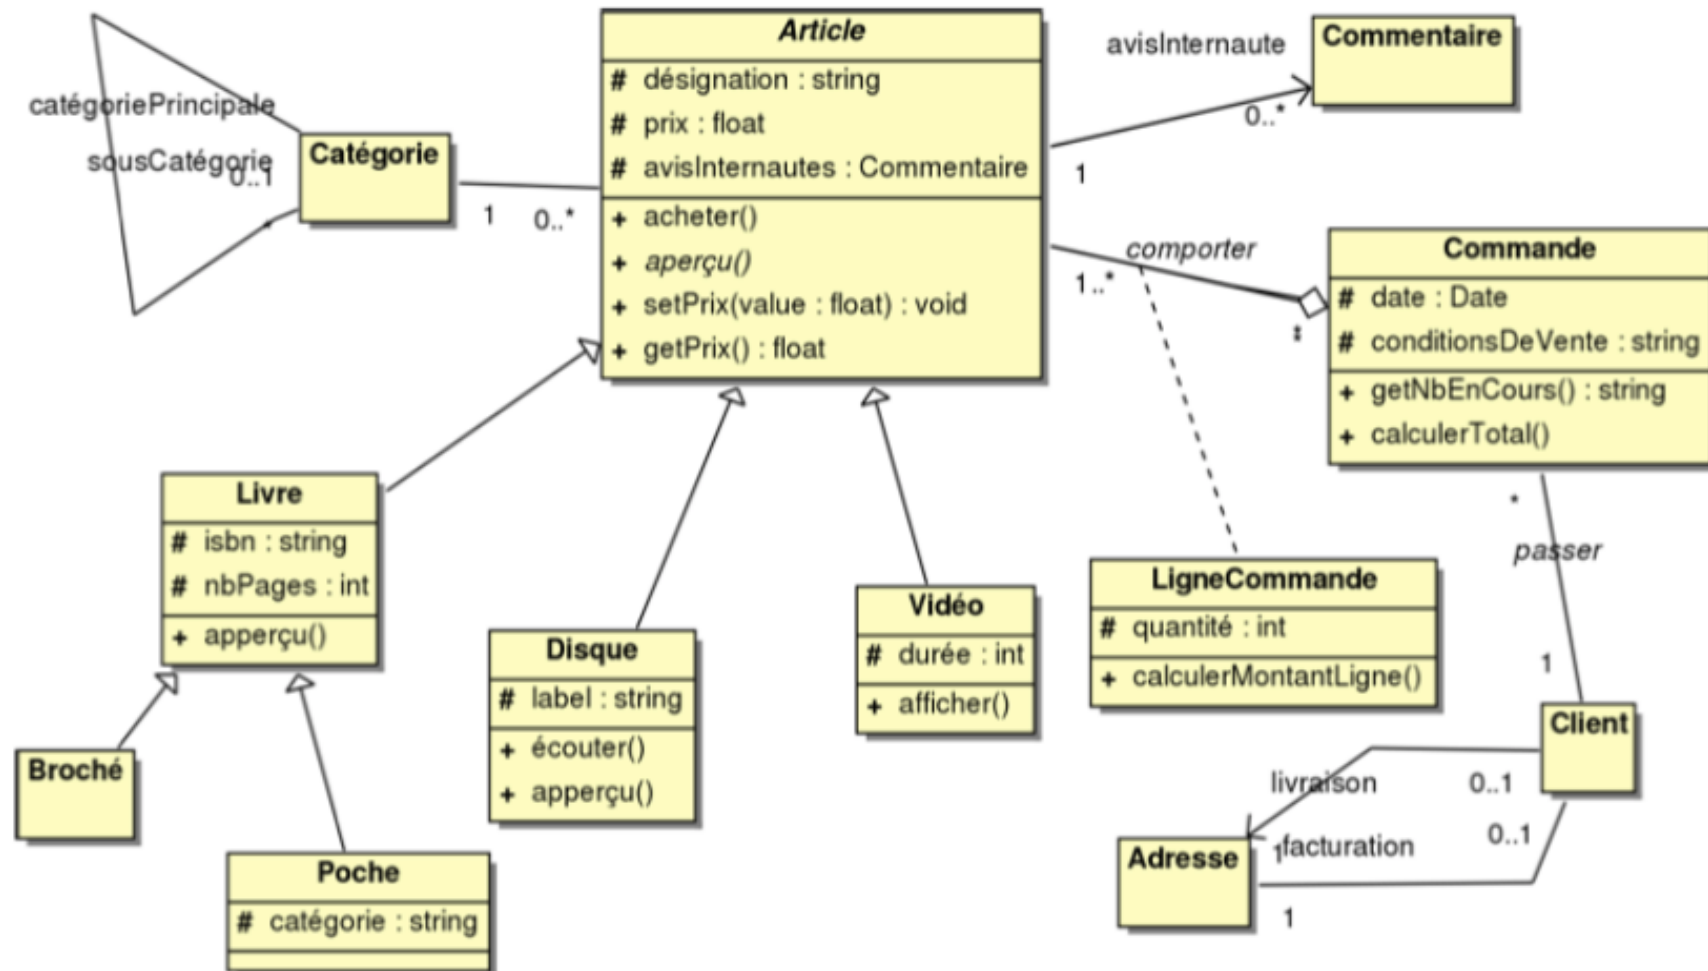 Article
# désignation : string
# prix : float
# avisInternautes : Commentaire
+ acheter()
+ aperçu()
+ setPrix(value : float) : void
+ getPrix() : float
avisInternaute
0..*
1
Commentaire
catégoriePrincipale
sousCatégorie
0..1
*
Catégorie
1
0..*
comporter
1..*
*
Commande
# date : Date
# conditionsDeVente : string
+ getNbEnCours() : string
+ calculerTotal()
*
passer
1
Livre
# isbn : string
# nbPages : int
+ apperçu()
Disque
# label : string
+ écouter()
+ apperçu()
Vidéo
# durée : int
+ afficher()
LigneCommande
# quantité : int
+ calculerMontantLigne()
Client
livraison
0..1
1
facturation
0..1
1
Adresse
Broché
Poche
# catégorie : string